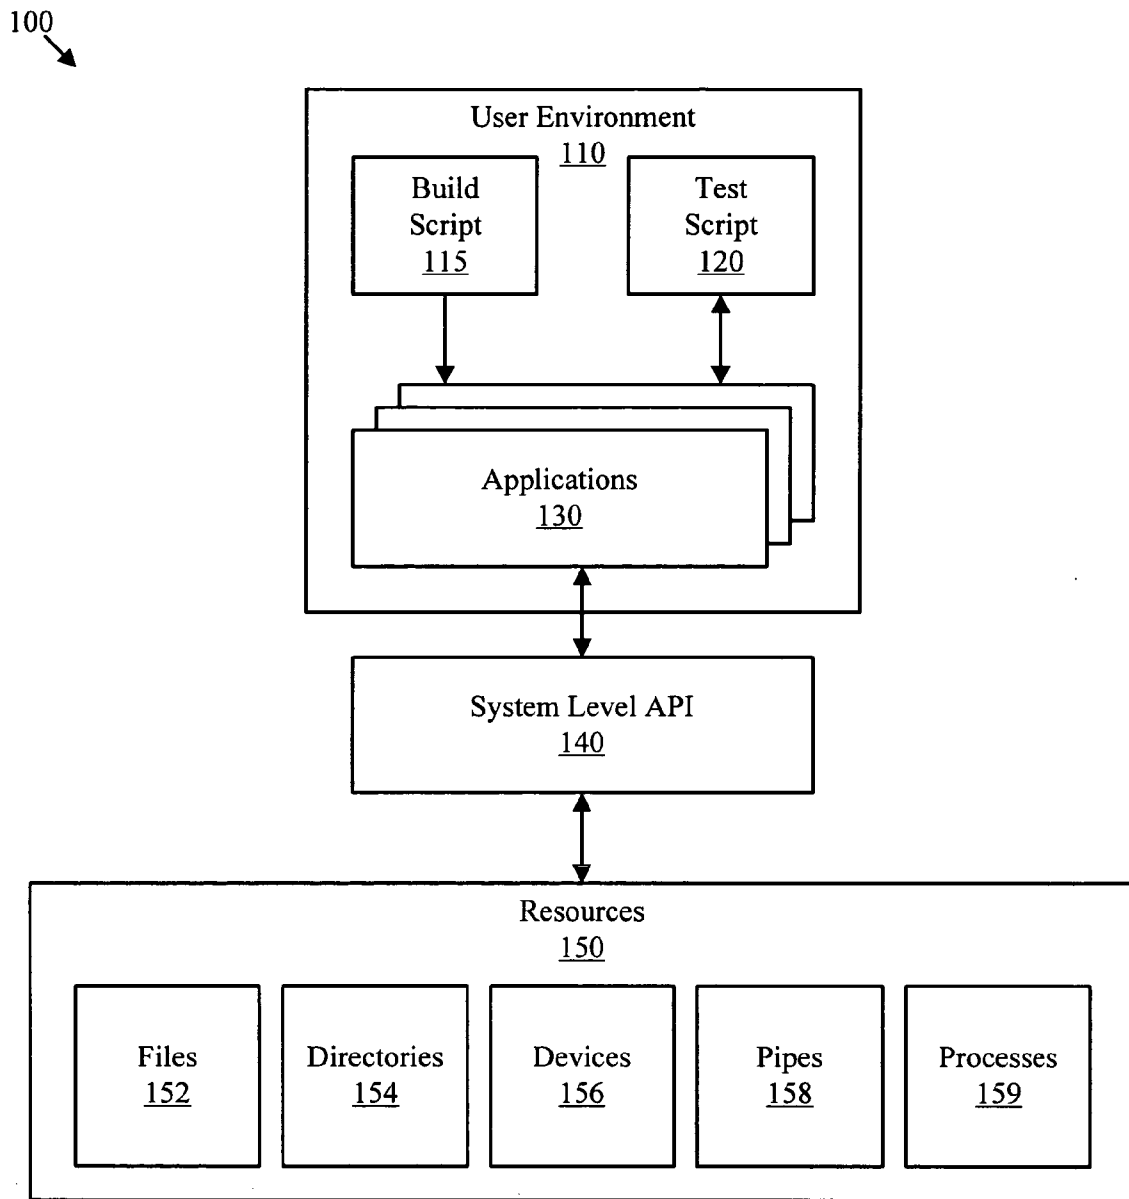 100
User Environment
110
Build
Script
115
Test
Script
120
Applications
130
System Level API
140
Resources
150
Files
152
Directories
154
Devices
156
Pipes
158
Processes
159